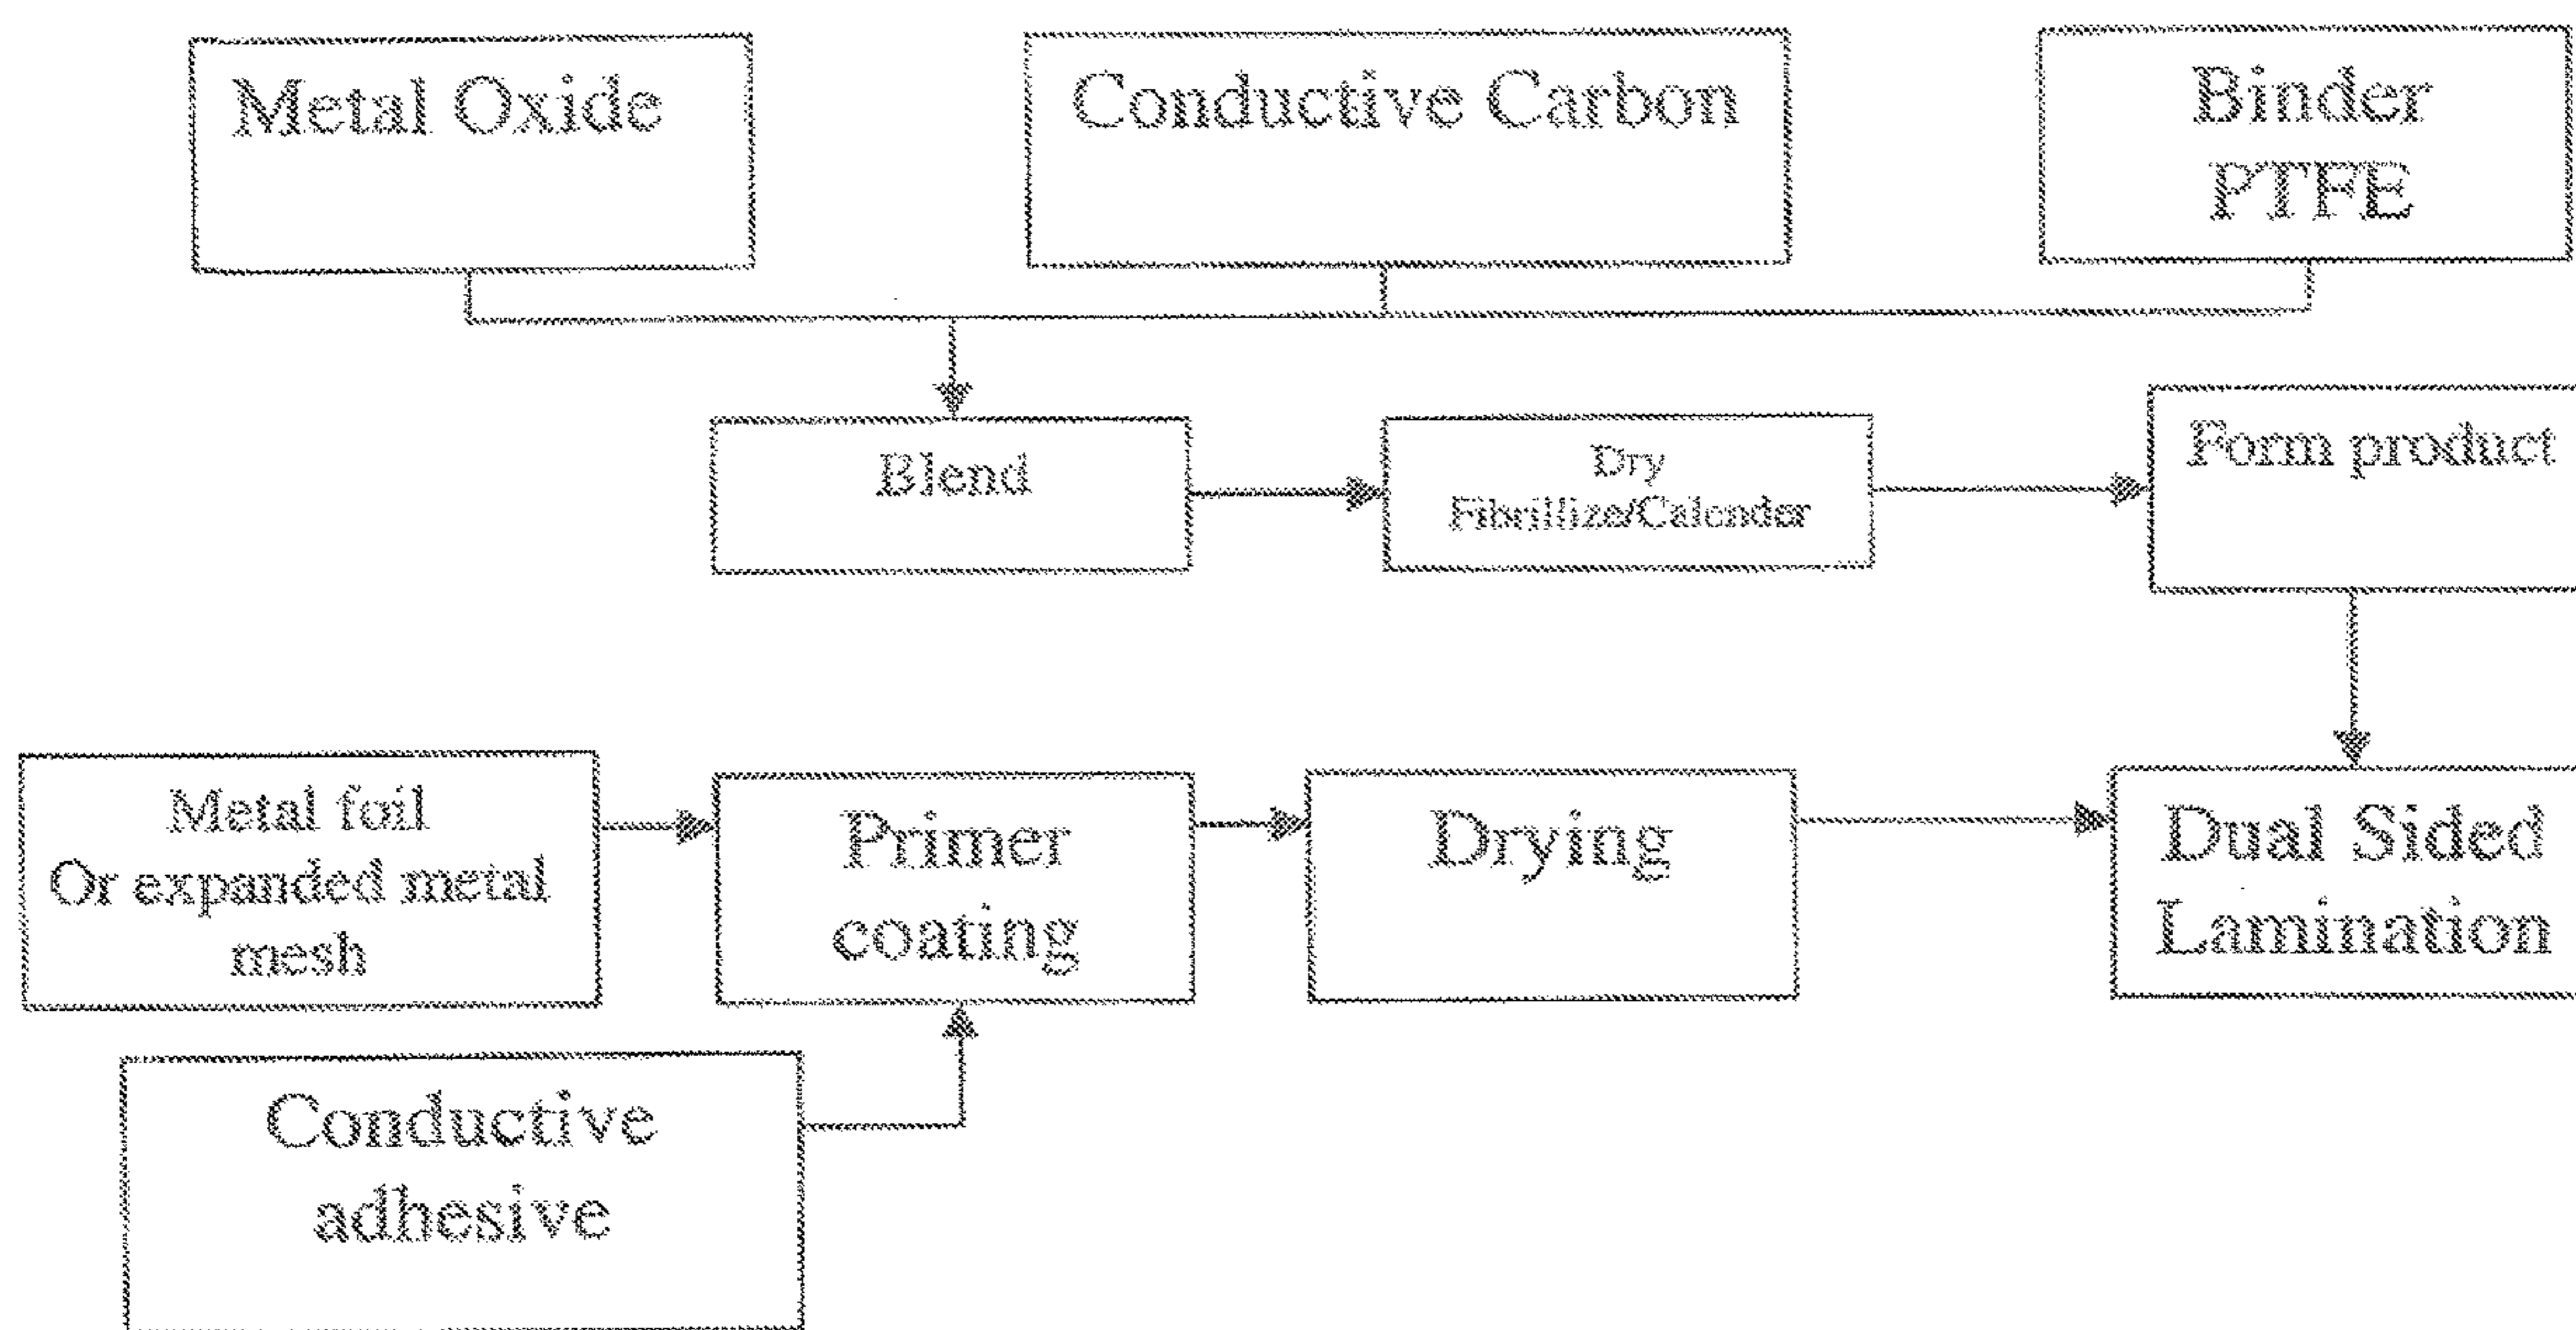 Metal Oxide
Conductive Carbon
Binder
PTFE
Blend
Dry
Fibrillize/Calender
Form product
Metal foil
Or expanded metal
mesh
Primer
coating
Drying
Dual Sided
Lamination
Conductive
adhesive